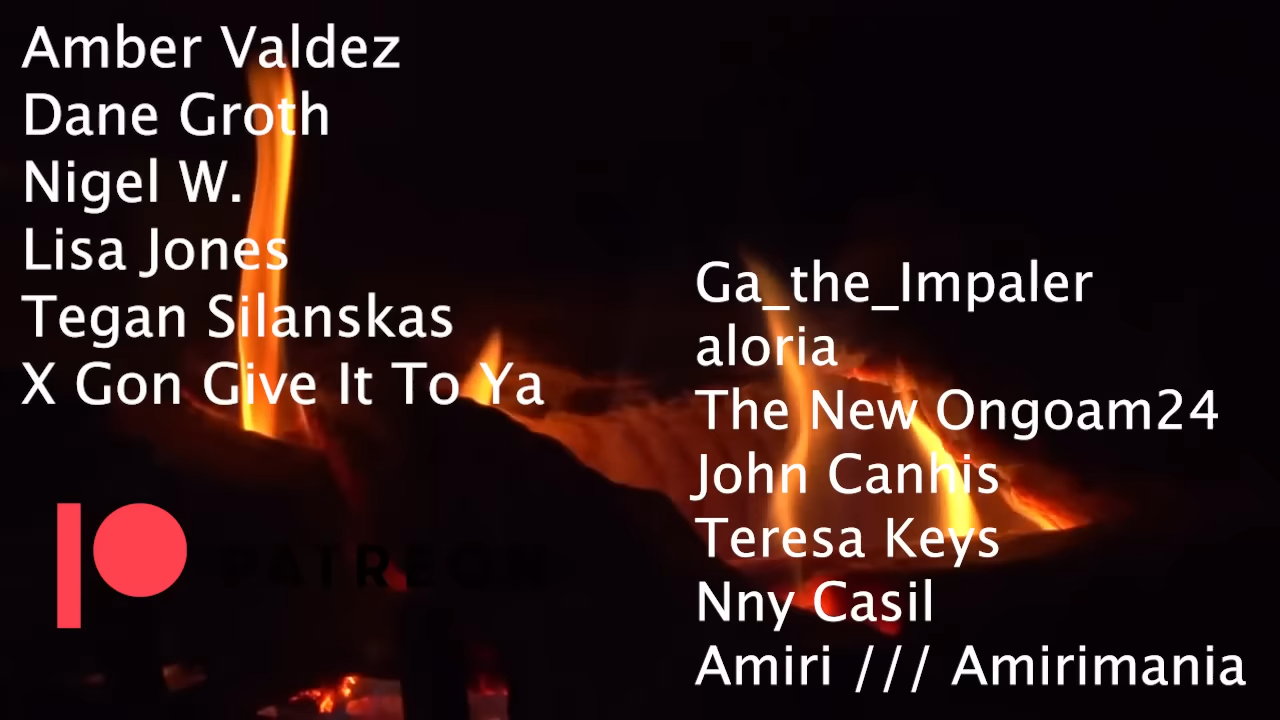 Amber Valdez
Dane Groth
Nigel W.
Lisa Jones
Tegan Silanskas
X Gon Give It To Ya
PATREON
Ga_the_Impaler
aloria
The New Ongoam24
John Canhis
Teresa Keys
Nny Casil
Amiri /// Amirimania